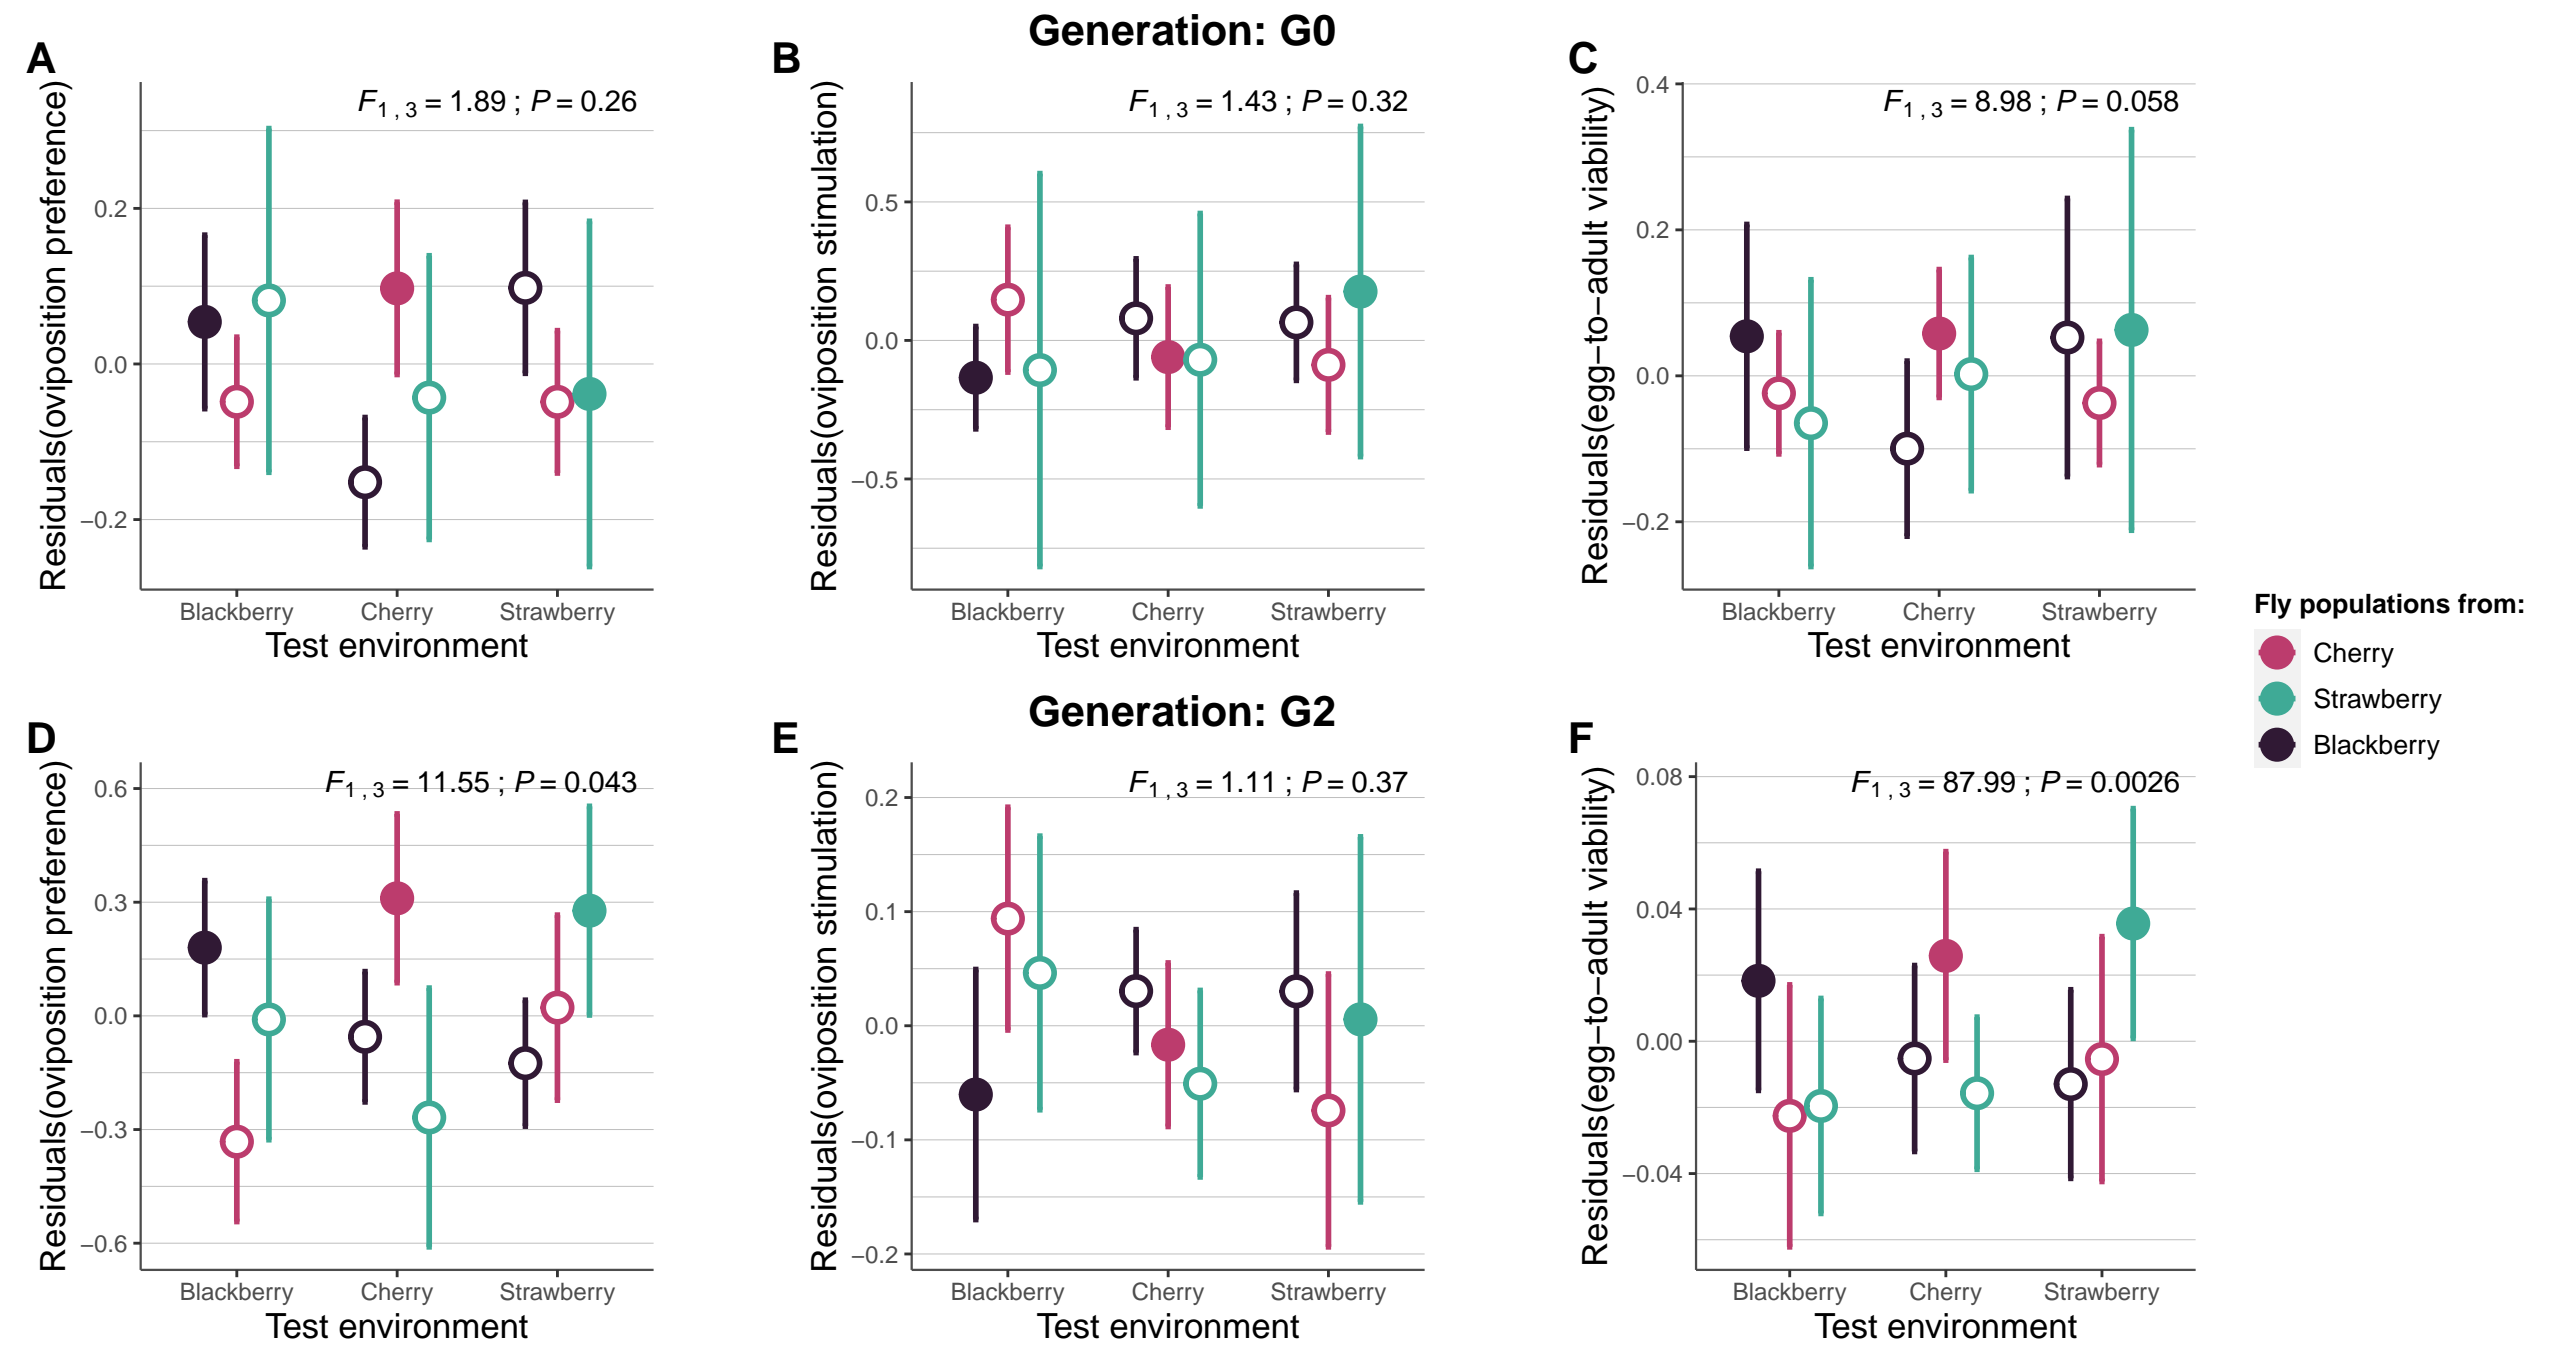 Generation: G0
A
F1 , 3 = 1.89 ; P = 0.26
Residuals(oviposition preference)
0.2
0.0
−0.2
Blackberry Cherry Strawberry
Test environment
B
F1 , 3 = 1.43 ; P = 0.32
Residuals(oviposition stimulation)
0.5
0.0
−0.5
Blackberry Cherry Strawberry
Test environment
C
F1 , 3 = 8.98 ; P = 0.058
Residuals(egg−to−adult viability)
0.4
0.2
0.0
−0.2
Blackberry Cherry Strawberry
Test environment
Fly populations from:
Cherry
Strawberry
Blackberry
Generation: G2
D
F1 , 3 = 11.55 ; P = 0.043
Residuals(oviposition preference)
0.6
0.3
0.0
−0.3
−0.6
Blackberry Cherry Strawberry
Test environment
E
F1 , 3 = 1.11 ; P = 0.37
Residuals(oviposition stimulation)
0.2
0.1
0.0
−0.1
−0.2
Blackberry Cherry Strawberry
Test environment
F
F1 , 3 = 87.99 ; P = 0.0026
Residuals(egg−to−adult viability)
0.08
0.04
0.00
−0.04
Blackberry Cherry Strawberry
Test environment